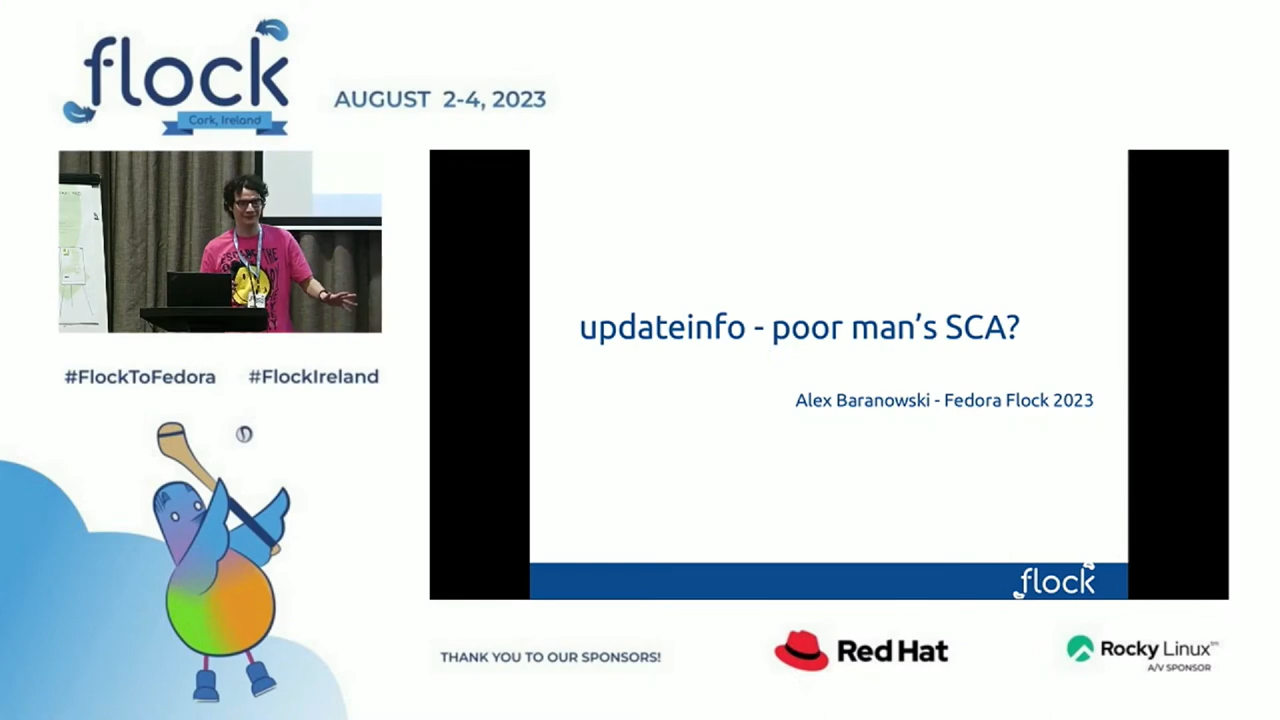 flock
Cork, Ireland
AUGUST 2-4, 2023
#FlockToFedora #FlockIreland
updateinfo - poor man’s SCA?
Alex Baranowski - Fedora Flock 2023
flock
THANK YOU TO OUR SPONSORS!
Red Hat
Rocky Linux™
A/V SPONSOR